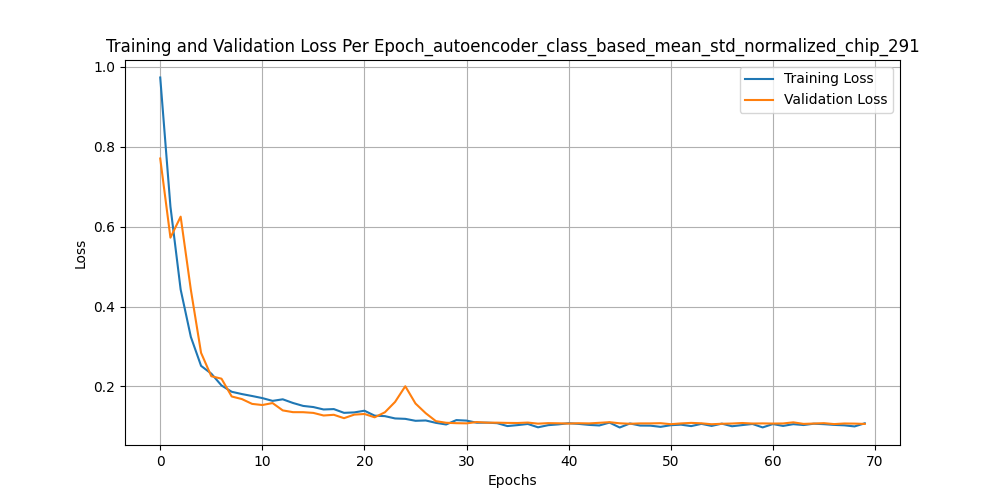 Training and Validation Loss Per Epoch_autoencoder_class_based_mean_std_normalized_chip_291
Training Loss
Validation Loss
1.0
0.8
0.6
0.4
0.2
Loss
0
10
20
30
40
50
60
70
Epochs